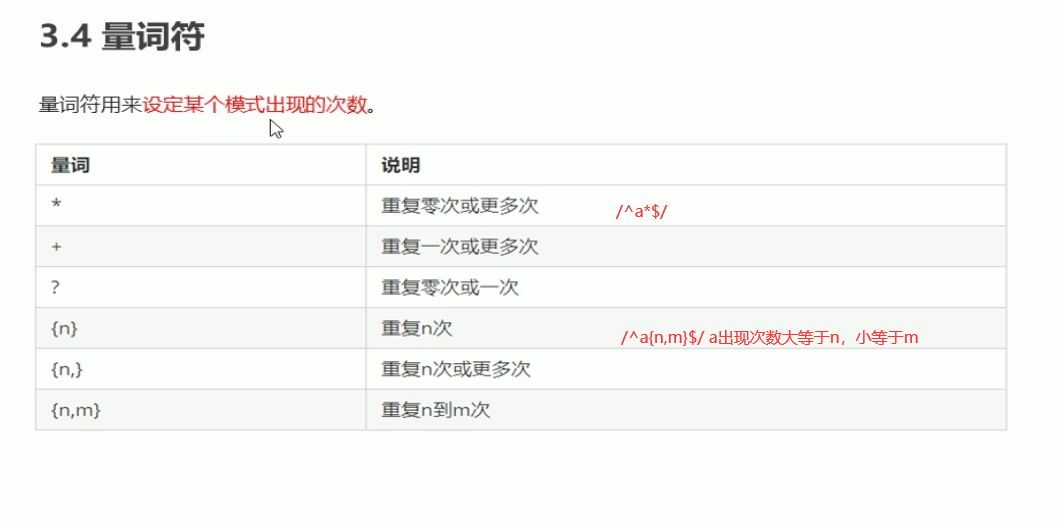 3.4 量词符
量词符用来设定某个模式出现的次数。
量词 说明
* 重复零次或更多次 /^a*$/
+ 重复一次或更多次
? 重复零次或一次
{n} 重复n次 /^a{n,m}$/ a出现次数大等于n，小等于m
{n,} 重复n次或更多次
{n,m} 重复n到m次